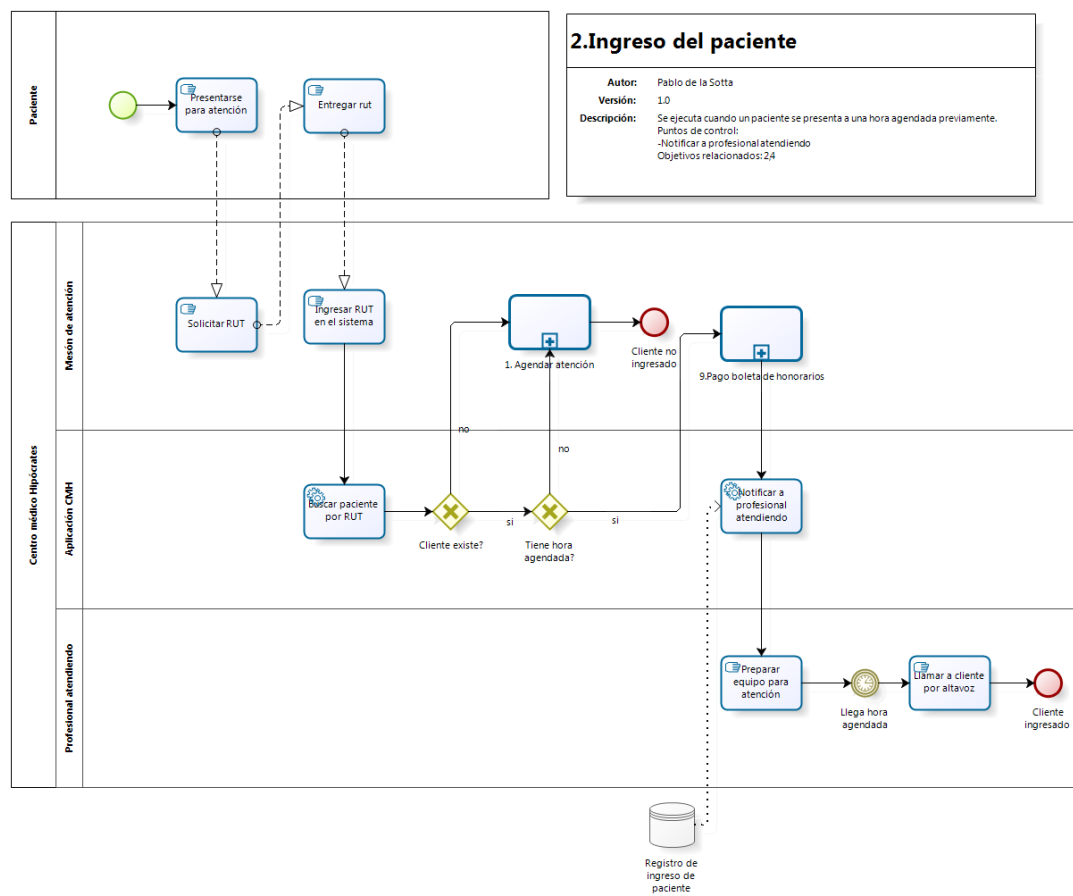 Paciente
Presentarse
para atención
Entregar rut
2.Ingreso del paciente
Autor: Pablo de la Sotta
Versión: 1.0
Descripción: Se ejecuta cuando un paciente se presenta a una hora agendada previamente.
Puntos de control:
-Notificar a profesional atendiendo
Objetivos relacionados: 2,4
Centro médico Hipócrates
Mesón de atención
Solicitar RUT
Ingresar RUT
en el sistema
1. Agendar atención
Cliente no
ingresado
9.Pago boleta de honorarios
no
no
Aplicación CMH
Buscar paciente
por RUT
Cliente existe?
si
Tiene hora
agendada?
si
Notificar a
profesional
atendiendo
Profesional atendiendo
Preparar
equipo para
atención
Llega hora
agendada
Llamar a cliente
por altavoz
Cliente
ingresado
Registro de
ingreso de
paciente